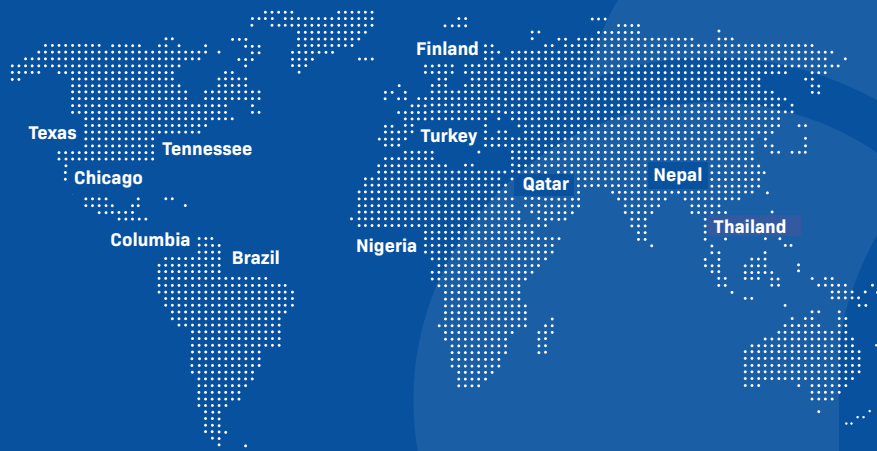 Finland
Texas
Turkey
Tennessee
Chicago
Qatar
Nepal
Thailand
Columbia
Nigeria
Brazil